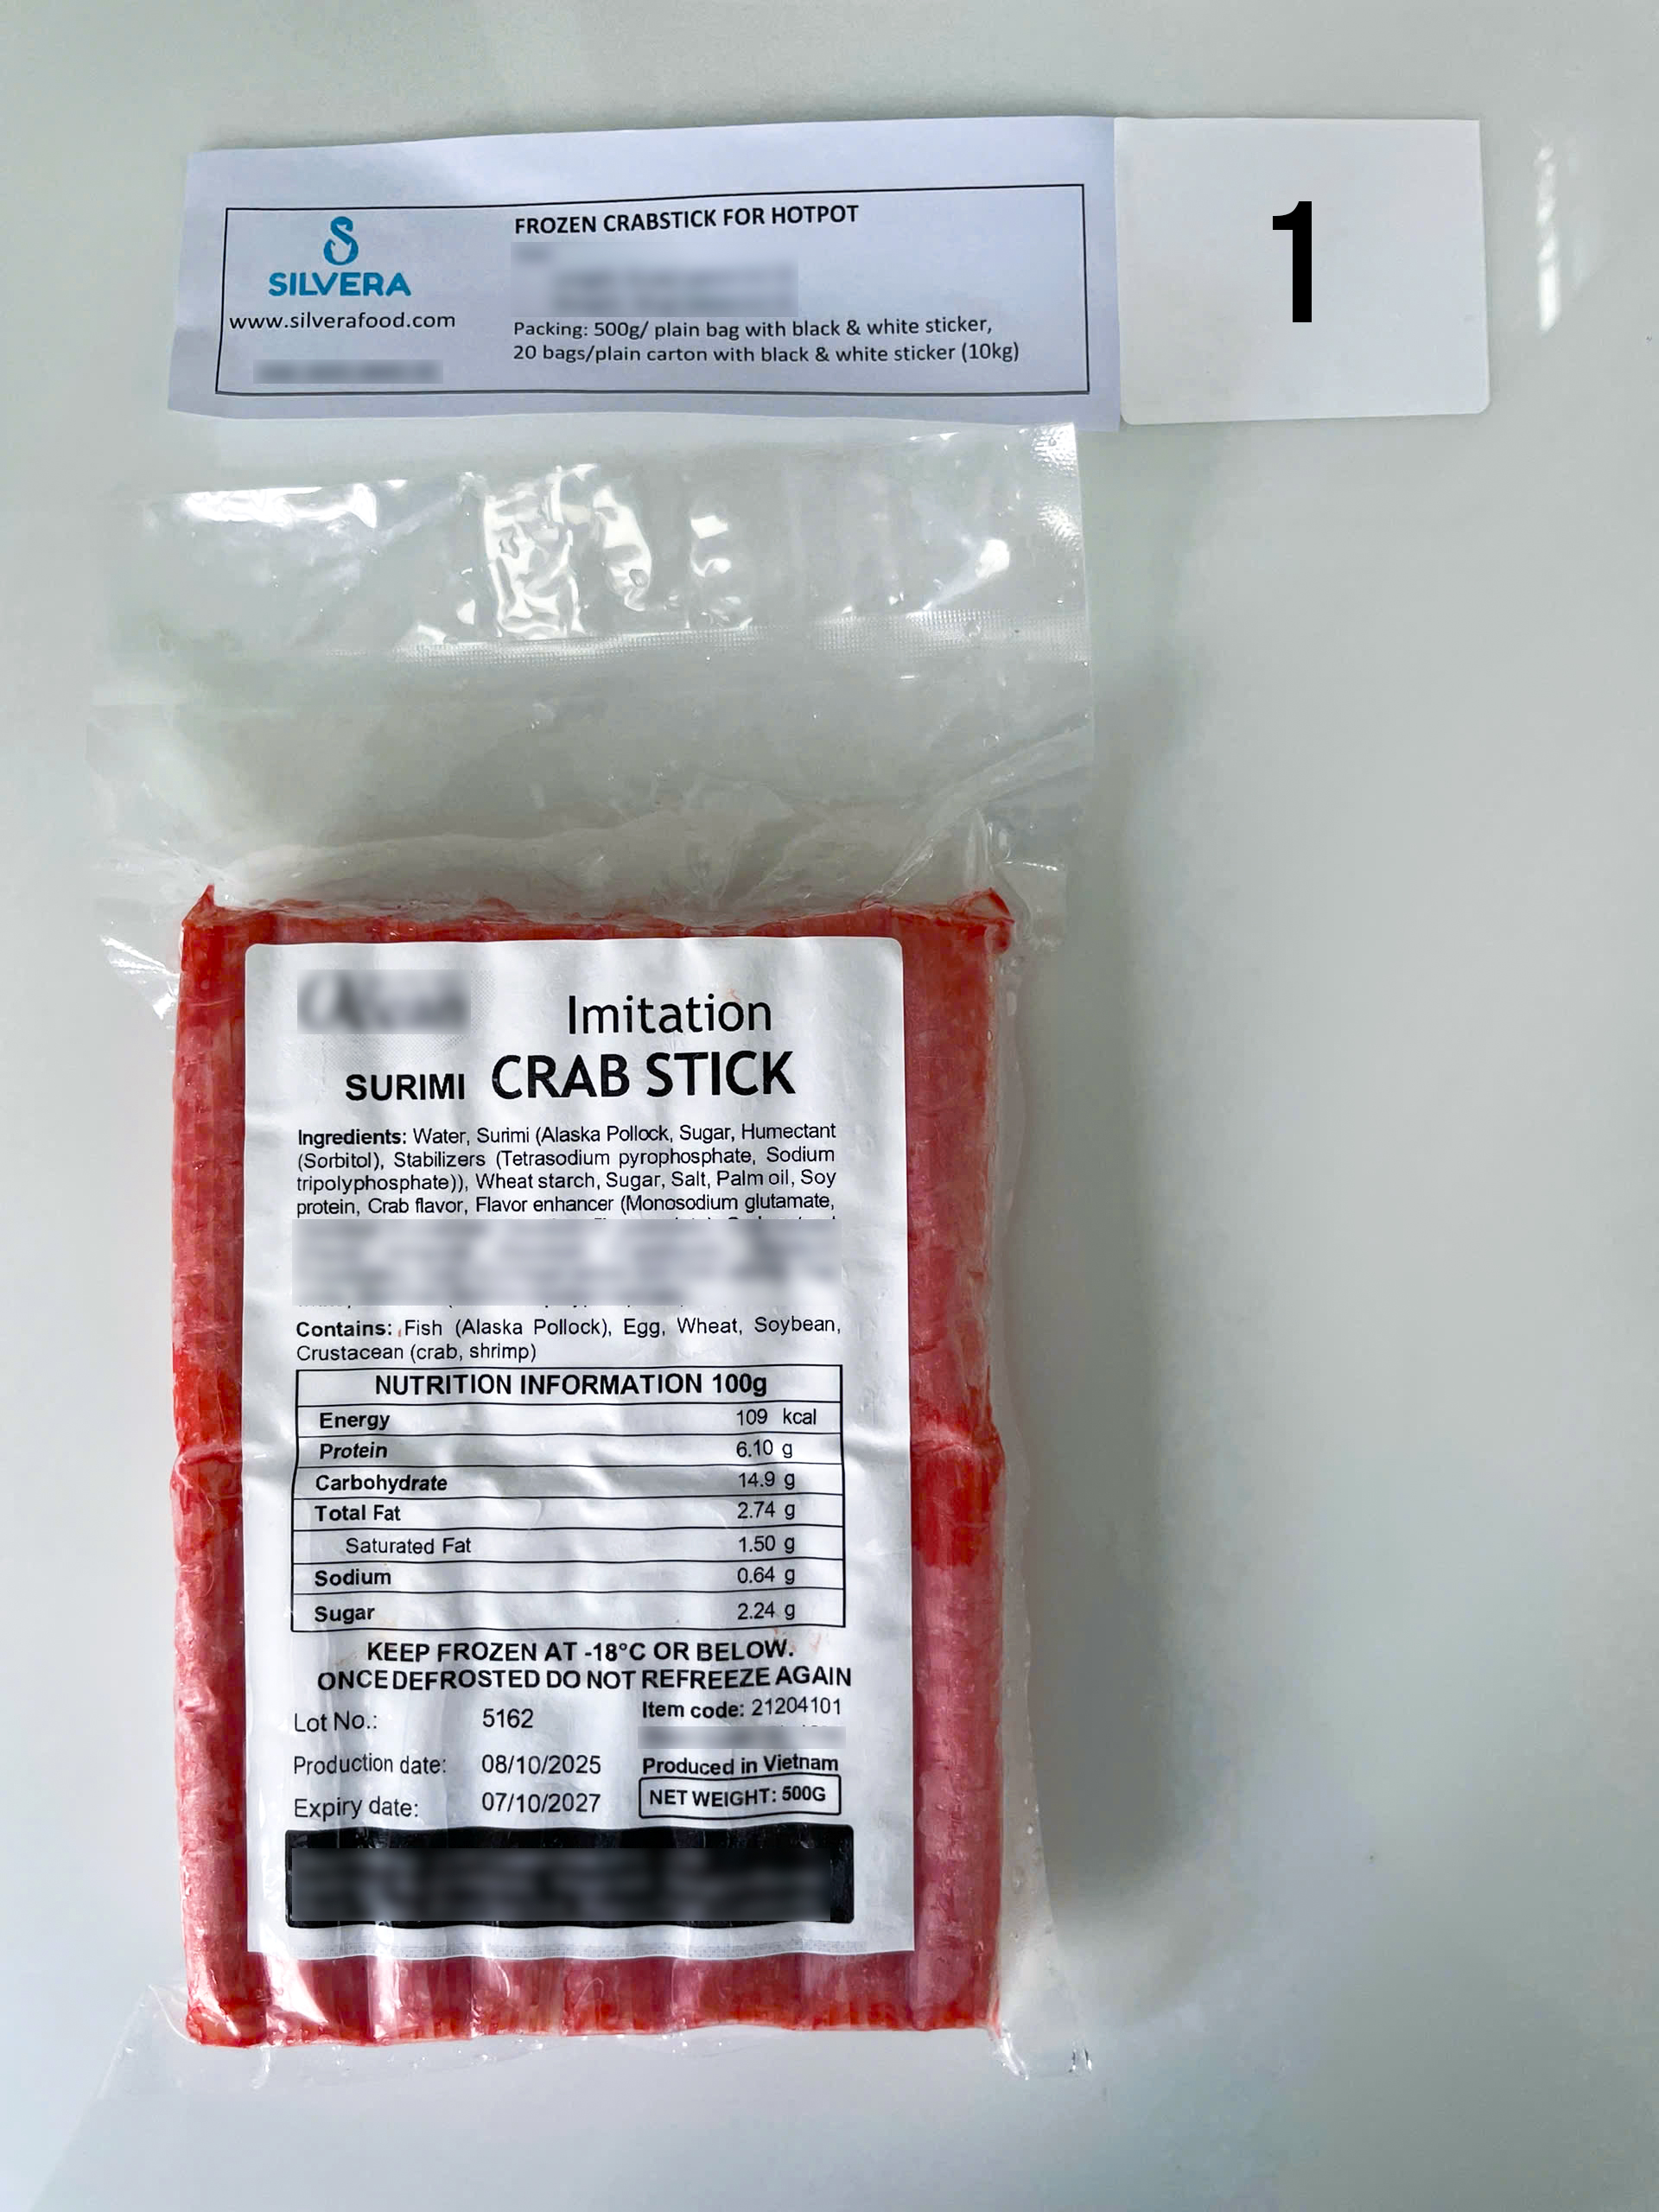 SILVERA
www.silverafood.com
FROZEN CRABSTICK FOR HOTPOT
Packing: 500g/ plain bag with black & white sticker,
20 bags/plain carton with black & white sticker (10kg)
1
Imitation
SURIMI CRAB STICK
Ingredients: Water, Surimi (Alaska Pollock, Sugar, Humectant
(Sorbitol), Stabilizers (Tetrasodium pyrophosphate, Sodium
tripolyphosphate)), Wheat starch, Sugar, Salt, Palm oil, Soy
protein, Crab flavor, Flavor enhancer (Monosodium glutamate,
Contains: Fish (Alaska Pollock), Egg, Wheat, Soybean,
Crustacean (crab, shrimp)
NUTRITION INFORMATION 100g
Energy 109 kcal
Protein 6.10 g
Carbohydrate 14.9 g
Total Fat 2.74 g
Saturated Fat 1.50 g
Sodium 0.64 g
Sugar 2.24 g
KEEP FROZEN AT -18°C OR BELOW.
ONCE DEFROSTED DO NOT REFREEZE AGAIN
Lot No.: 5162
Item code: 21204101
Production date: 08/10/2025
Produced in Vietnam
Expiry date: 07/10/2027
NET WEIGHT: 500G